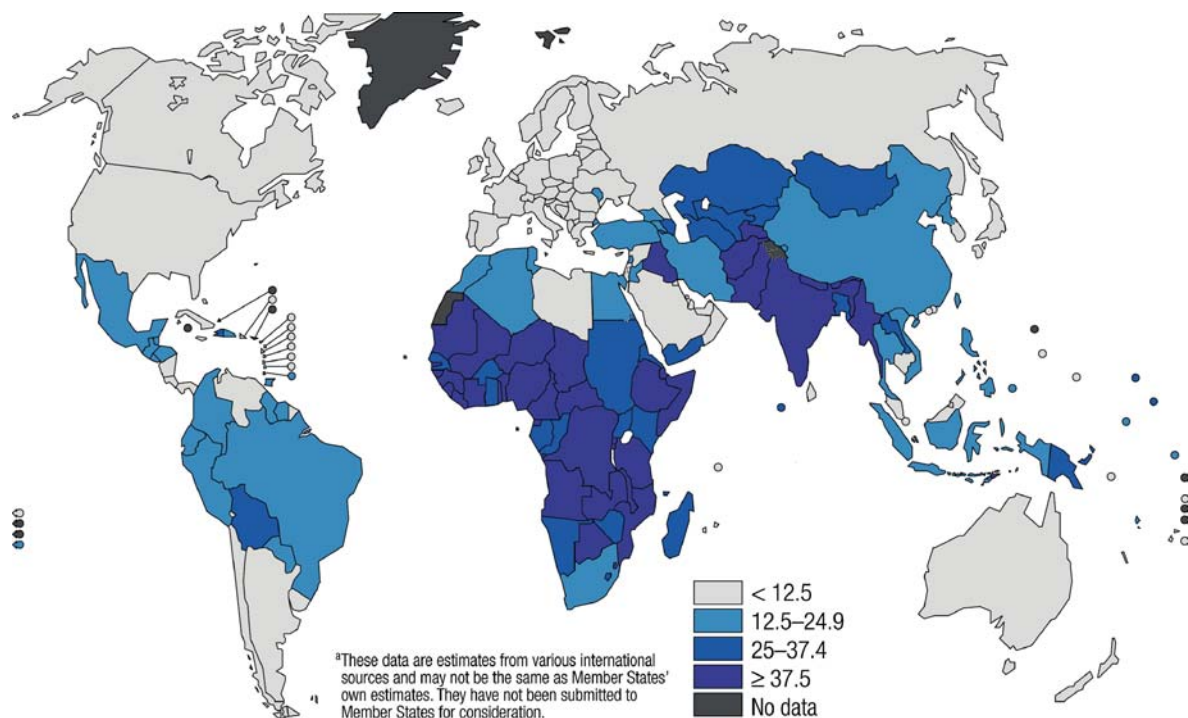 < 12.5
12.5–24.9
25–37.4
≥ 37.5
No data
ᵃThese data are estimates from various international
sources and may not be the same as Member States'
own estimates. They have not been submitted to
Member States for consideration.